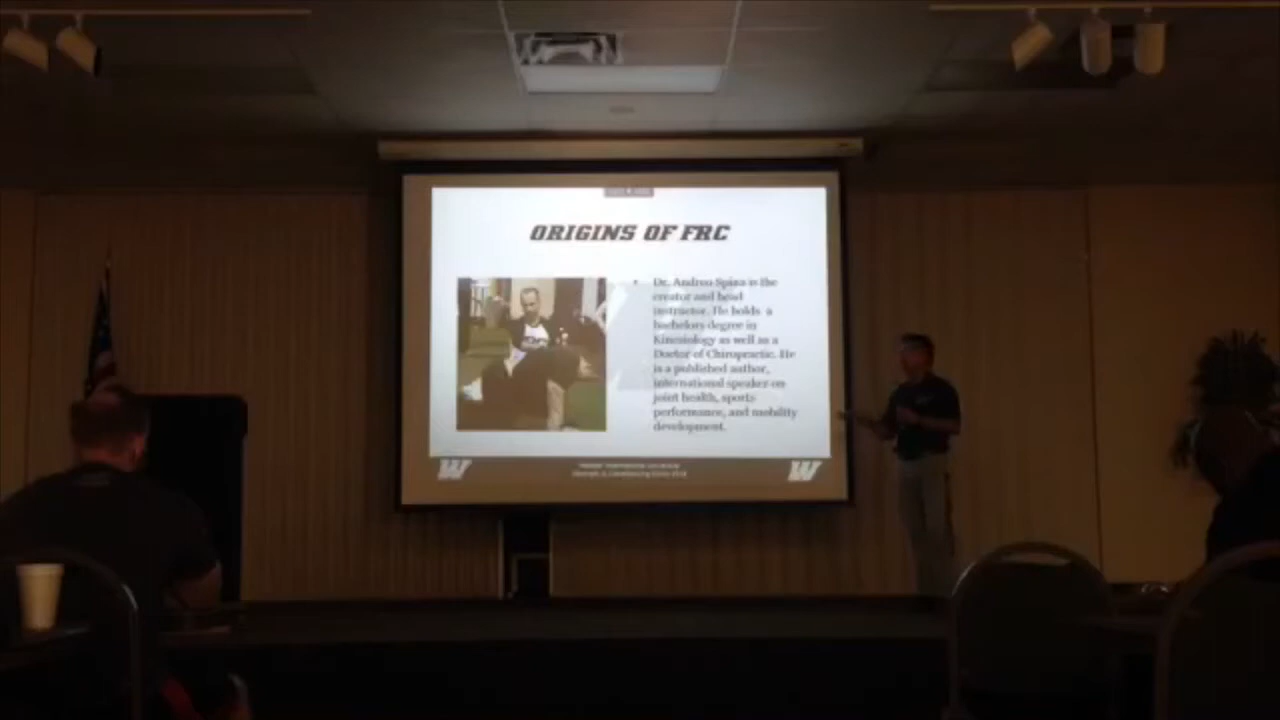 ORIGINS OF FRC
• Dr. Andreo Spina is the
creator and head
instructor. He holds a
bachelors degree in
Kinesiology as well as a
Doctor of Chiropractic. He
is a published author,
international speaker on
joint health, sports
performance, and mobility
development.
W
W